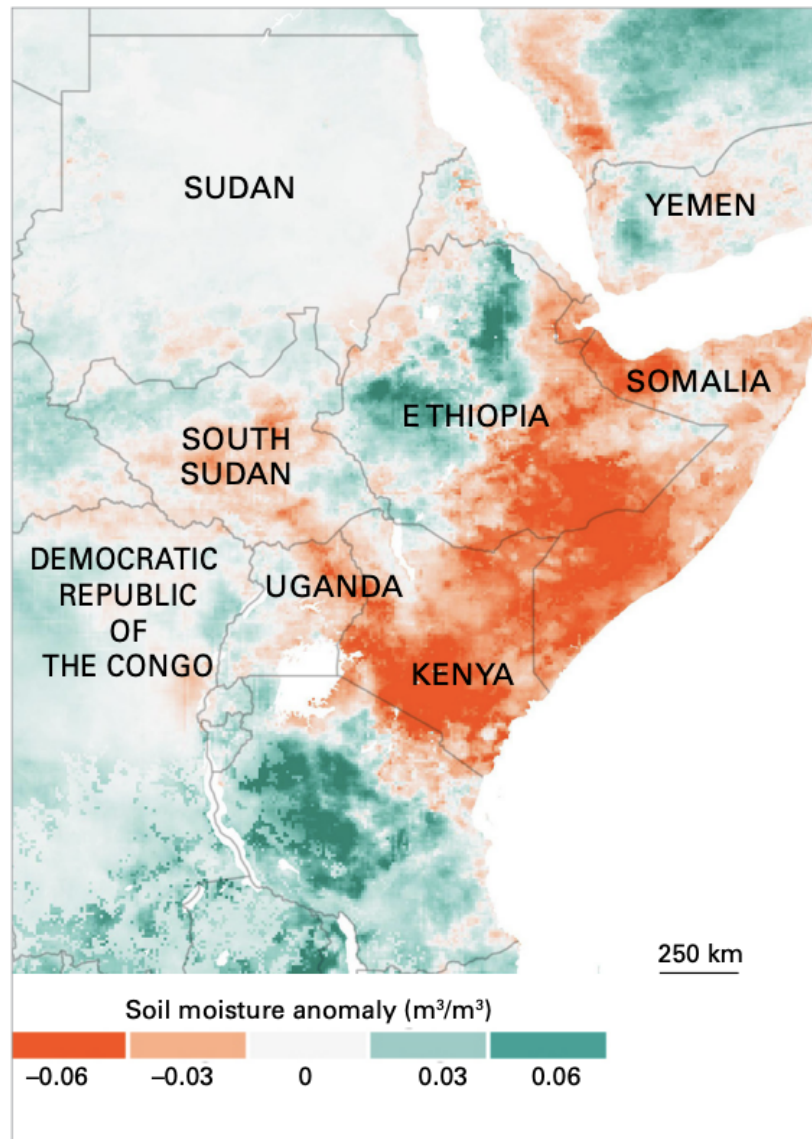 SUDAN
YEMEN
SOMALIA
ETHIOPIA
SOUTH
SUDAN
DEMOCRATIC
REPUBLIC
OF
THE CONGO
UGANDA
KENYA
250 km
Soil moisture anomaly (m³/m³)
–0.06 –0.03 0 0.03 0.06